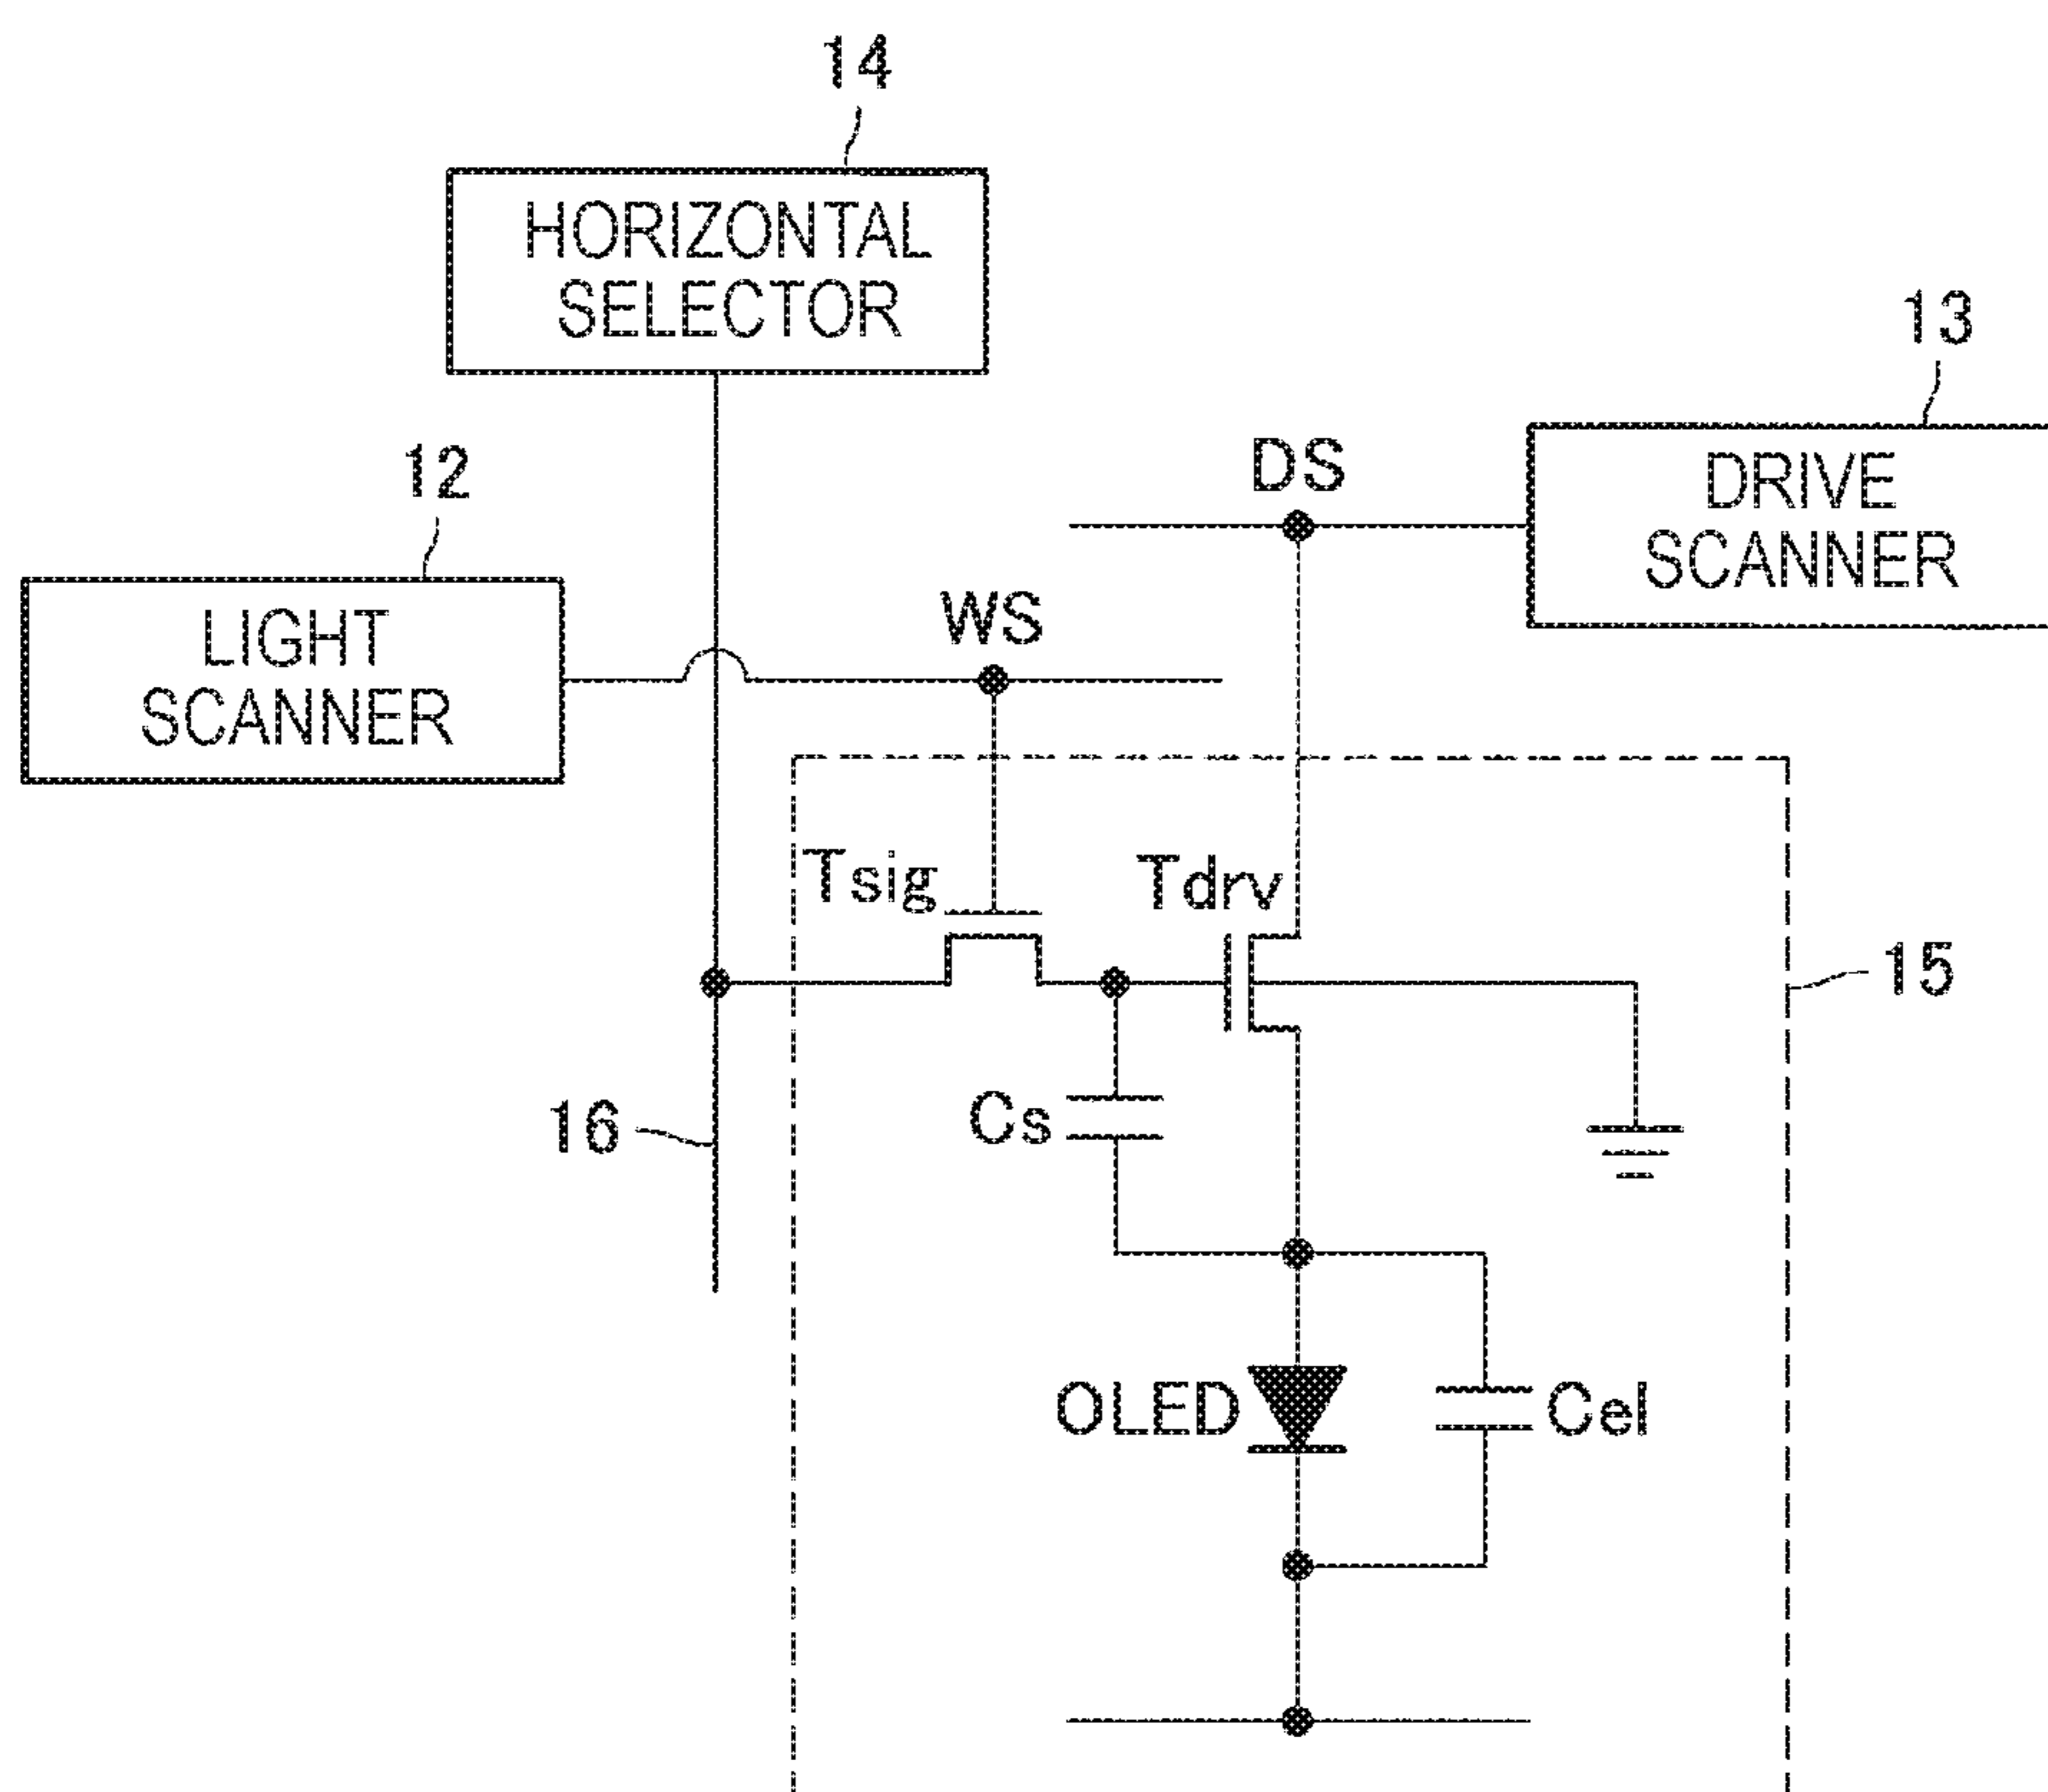 14
HORIZONTAL
SELECTOR
13
DS
DRIVE
SCANNER
12
LIGHT
SCANNER
WS
Tsig
Tdrv
15
16
Cs
OLED
Cel